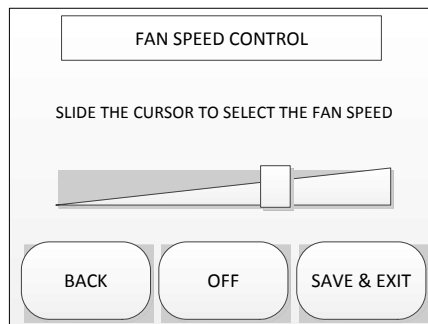 FAN SPEED CONTROL
SLIDE THE CURSOR TO SELECT THE FAN SPEED
BACK
OFF
SAVE & EXIT